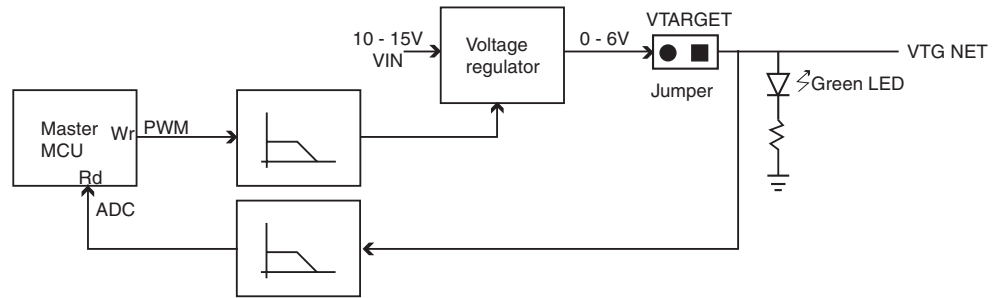 VTARGET
10 - 15V
VIN
Voltage
regulator
0 - 6V
VTG NET
Jumper
Green LED
Master
MCU
Wr
PWM
Rd
ADC